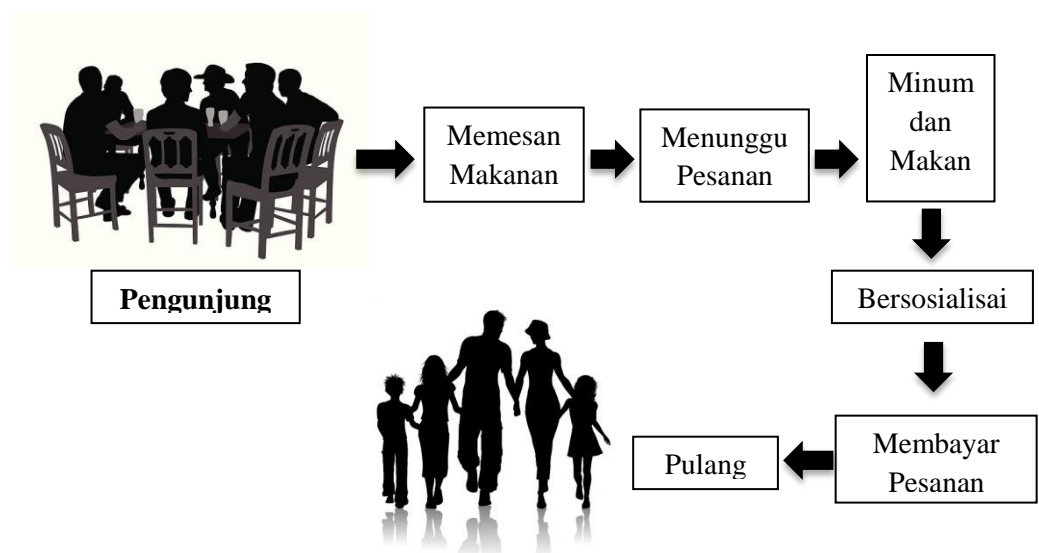 Pengunjung
Memesan
Makanan
Menunggu
Pesanan
Minum
dan
Makan
Bersosialisai
Membayar
Pesanan
Pulang